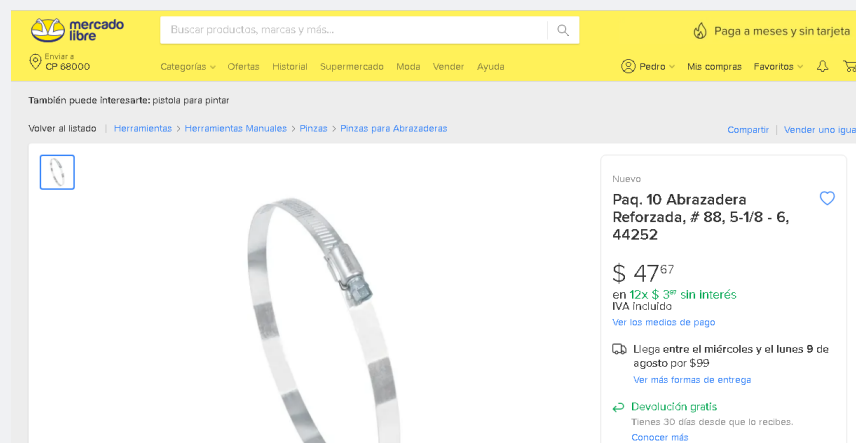 mercado
libre
Buscar productos, marcas y más...
Paga a meses y sin tarjeta
Enviar a
CP 68000
Categorías
Ofertas
Historial
Supermercado
Moda
Vender
Ayuda
Pedro
Mis compras
Favoritos
También puede interesarte: pistola para pintar
Volver al listado | Herramientas > Herramientas Manuales > Pinzas > Pinzas para Abrazaderas
Compartir | Vender uno igua
Nuevo
Paq. 10 Abrazadera
Reforzada, # 88, 5-1/8 - 6,
44252
$ 47 67
en 12x $ 3 97 sin interés
IVA incluido
Ver los medios de pago
Llega entre el miércoles y el lunes 9 de
agosto por $99
Ver más formas de entrega
Devolución gratis
Tienes 30 días desde que lo recibes.
Conocer más